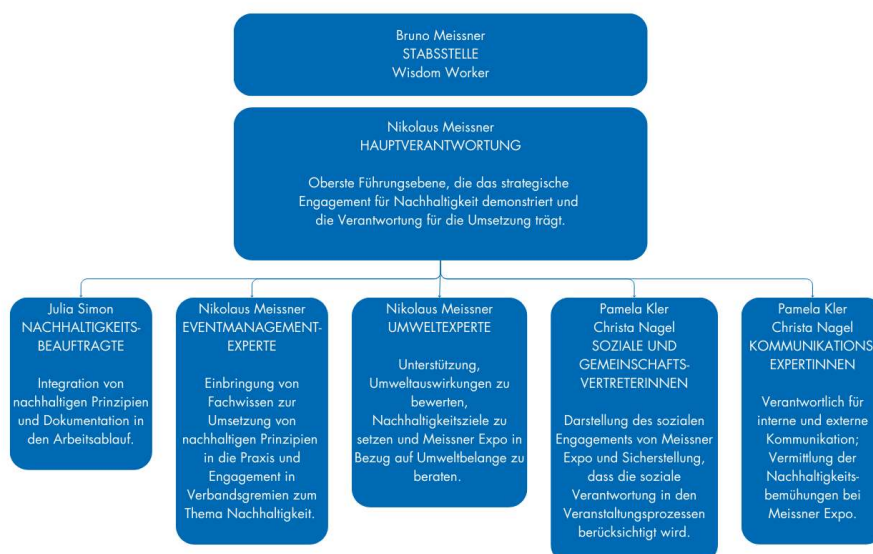 Bruno Meissner
STABSSTELLE
Wisdom Worker
Nikolaus Meissner
HAUPTVERANTWORTUNG
Oberste Führungsebene, die das strategische
Engagement für Nachhaltigkeit demonstriert und
die Verantwortung für die Umsetzung trägt.
Julia Simon
NACHHALTIGKEITS-
BEAUFTRAGTE
Integration von
nachhaltigen Prinzipien
und Dokumentation in
den Arbeitsablauf.
Nikolaus Meissner
EVENTMANAGEMENT-
EXPERTE
Einbringung von
Fachwissen zur
Umsetzung von
nachhaltigen Prinzipien
in die Praxis und
Engagement in
Verbandsgremien zum
Thema Nachhaltigkeit.
Nikolaus Meissner
UMWELTEXPERTE
Unterstützung,
Umweltauswirkungen zu
bewerten,
Nachhaltigkeitsziele zu
setzen und Meissner Expo in
Bezug auf Umweltbelange zu
beraten.
Pamela Kler
Christa Nagel
SOZIALE UND
GEMEINSCHAFTS-
VERTRETERINNEN
Darstellung des sozialen
Engagements von Meissner
Expo und Sicherstellung,
dass die soziale
Verantwortung in den
Veranstaltungsprozessen
berücksichtigt wird.
Pamela Kler
Christa Nagel
KOMMUNIKATIONS
EXPERTINNEN
Verantwortlich für
interne und externe
Kommunikation;
Vermittlung der
Nachhaltigkeits-
bemühungen bei
Meissner Expo.